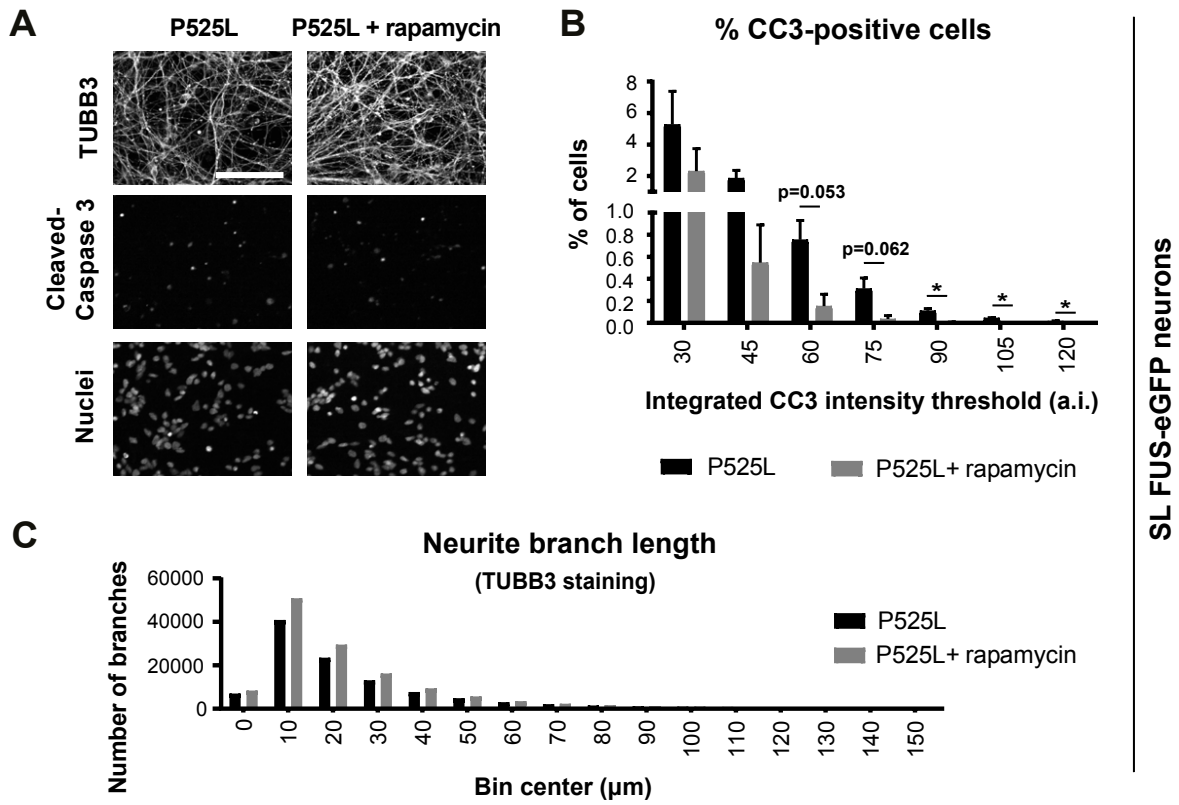 A
P525L
P525L + rapamycin
TUBB3
Cleaved-
Caspase 3
Nuclei
B
% CC3-positive cells
% of cells
8
6
4
2
1.0
0.8
0.6
0.4
0.2
0.0
p=0.053
p=0.062
*
*
*
30
45
60
75
90
105
120
Integrated CC3 intensity threshold (a.i.)
P525L
P525L+ rapamycin
SL FUS-eGFP neurons
C
Neurite branch length
(TUBB3 staining)
Number of branches
60000
40000
20000
0
P525L
P525L+ rapamycin
0
10
20
30
40
50
60
70
80
90
100
110
120
130
140
150
Bin center (µm)